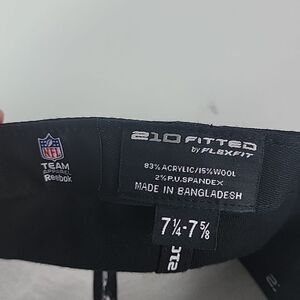 NFL
TEAM
APPAREL
Reebok
210 FITTED
by FLEXFIT
83% ACRYLIC/15% WOOL
2% P.U.SPANDEX
MADE IN BANGLADESH
7¼-7⅝
210